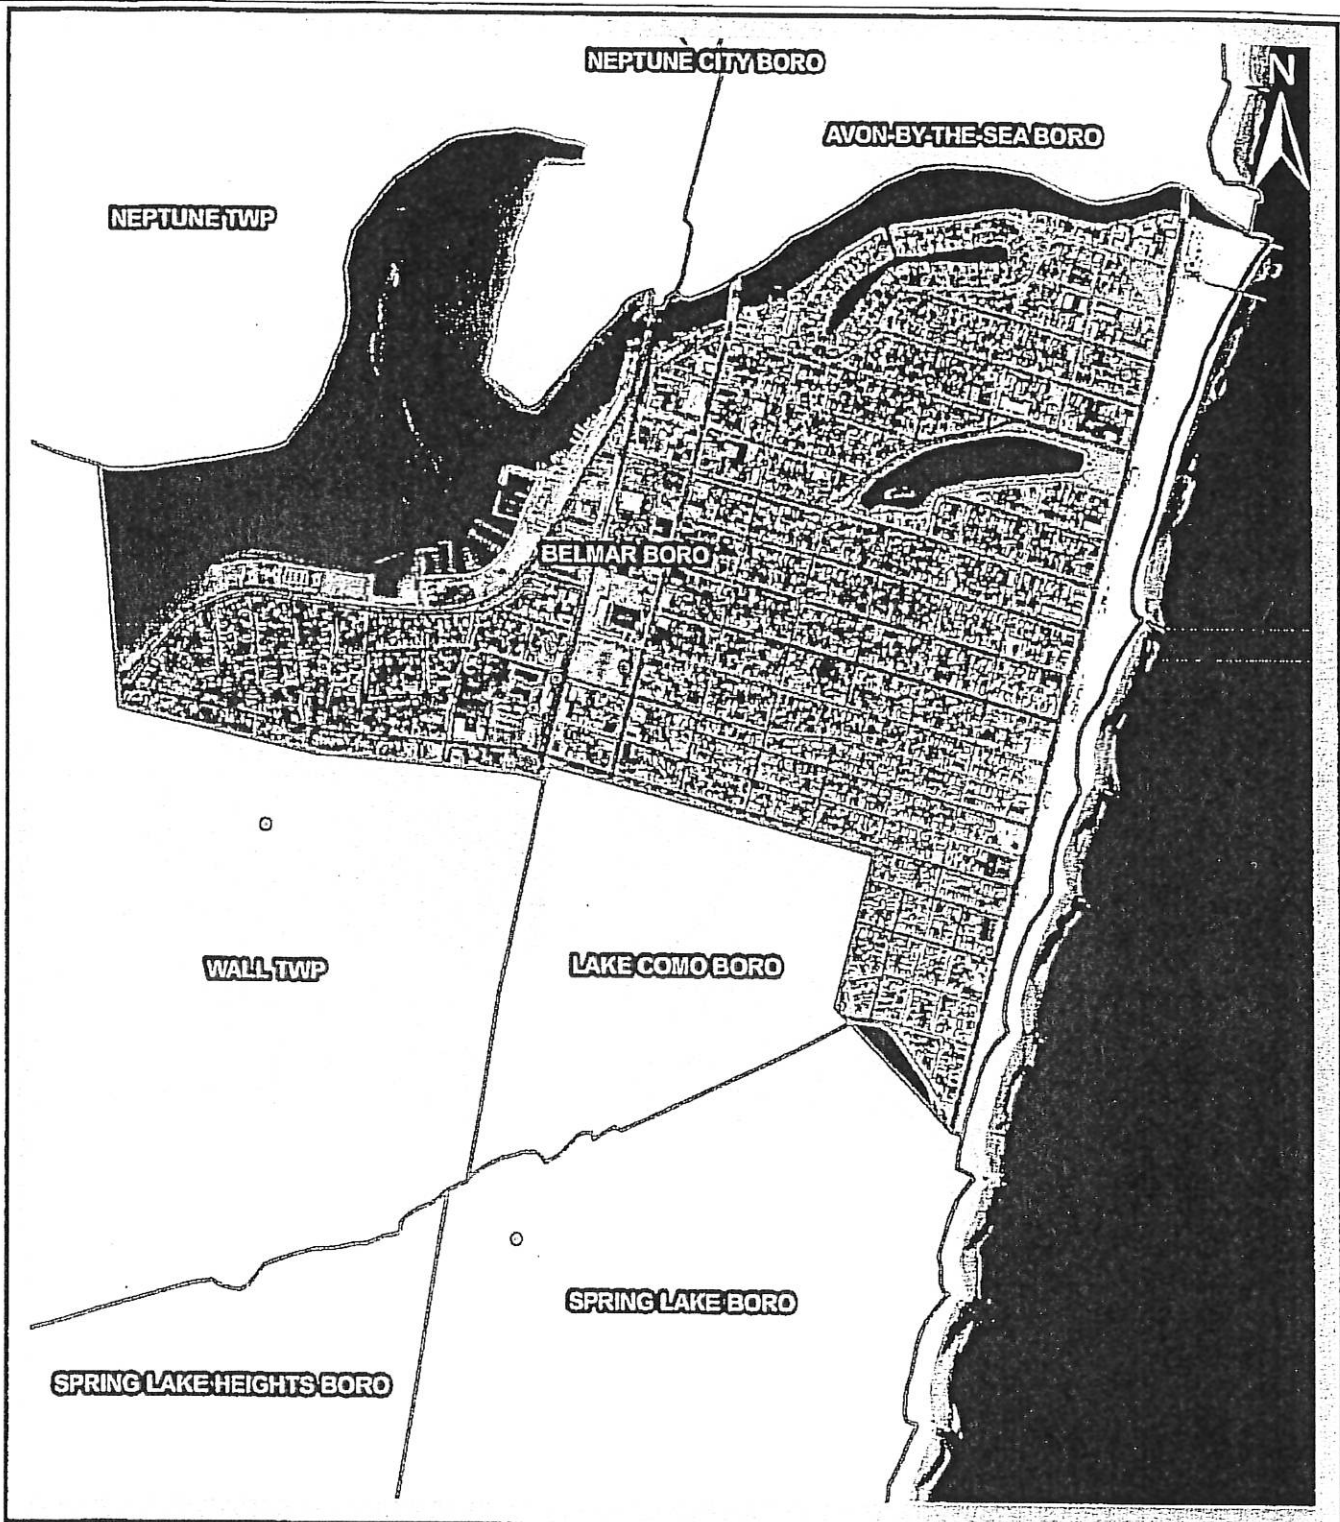 NEPTUNE CITY BORO
N
AVON-BY-THE-SEA BORO
NEPTUNE TWP
BELMAR BORO
WALL TWP
LAKE COMO BORO
SPRING LAKE BORO
SPRING LAKE HEIGHTS BORO